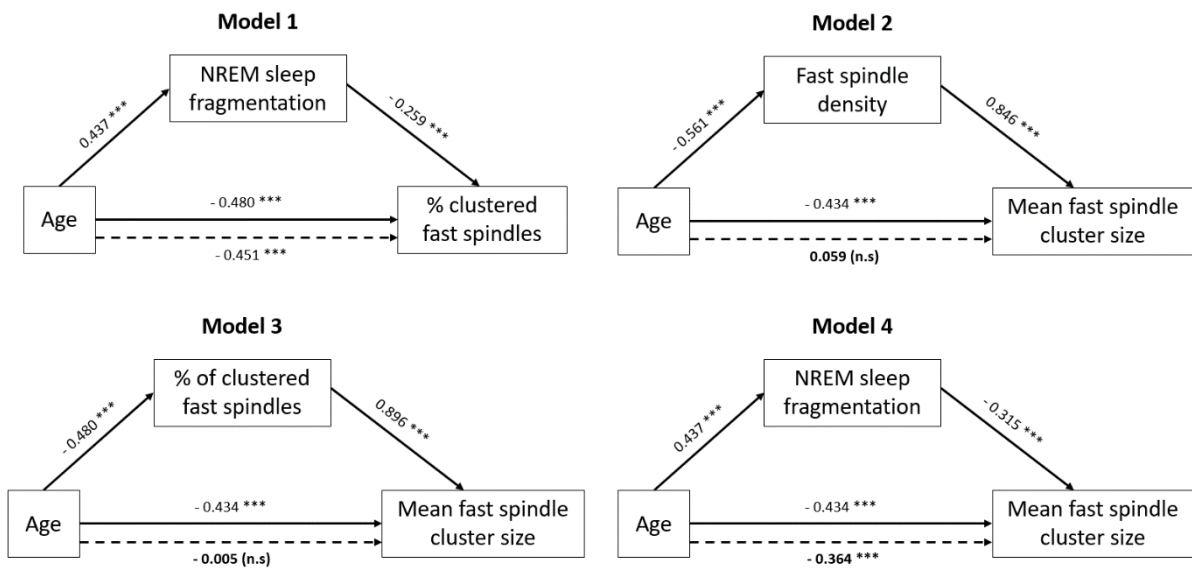 Model 1
NREM sleep
fragmentation
0.437 ***
- 0.259 ***
Age
- 0.480 ***
- 0.451 ***
% clustered
fast spindles
Model 2
Fast spindle
density
- 0.561 ***
0.846 ***
Age
- 0.434 ***
0.059 (n.s)
Mean fast spindle
cluster size
Model 3
% of clustered
fast spindles
- 0.480 ***
0.896 ***
Age
- 0.434 ***
- 0.005 (n.s)
Mean fast spindle
cluster size
Model 4
NREM sleep
fragmentation
0.437 ***
- 0.315 ***
Age
- 0.434 ***
- 0.364 ***
Mean fast spindle
cluster size